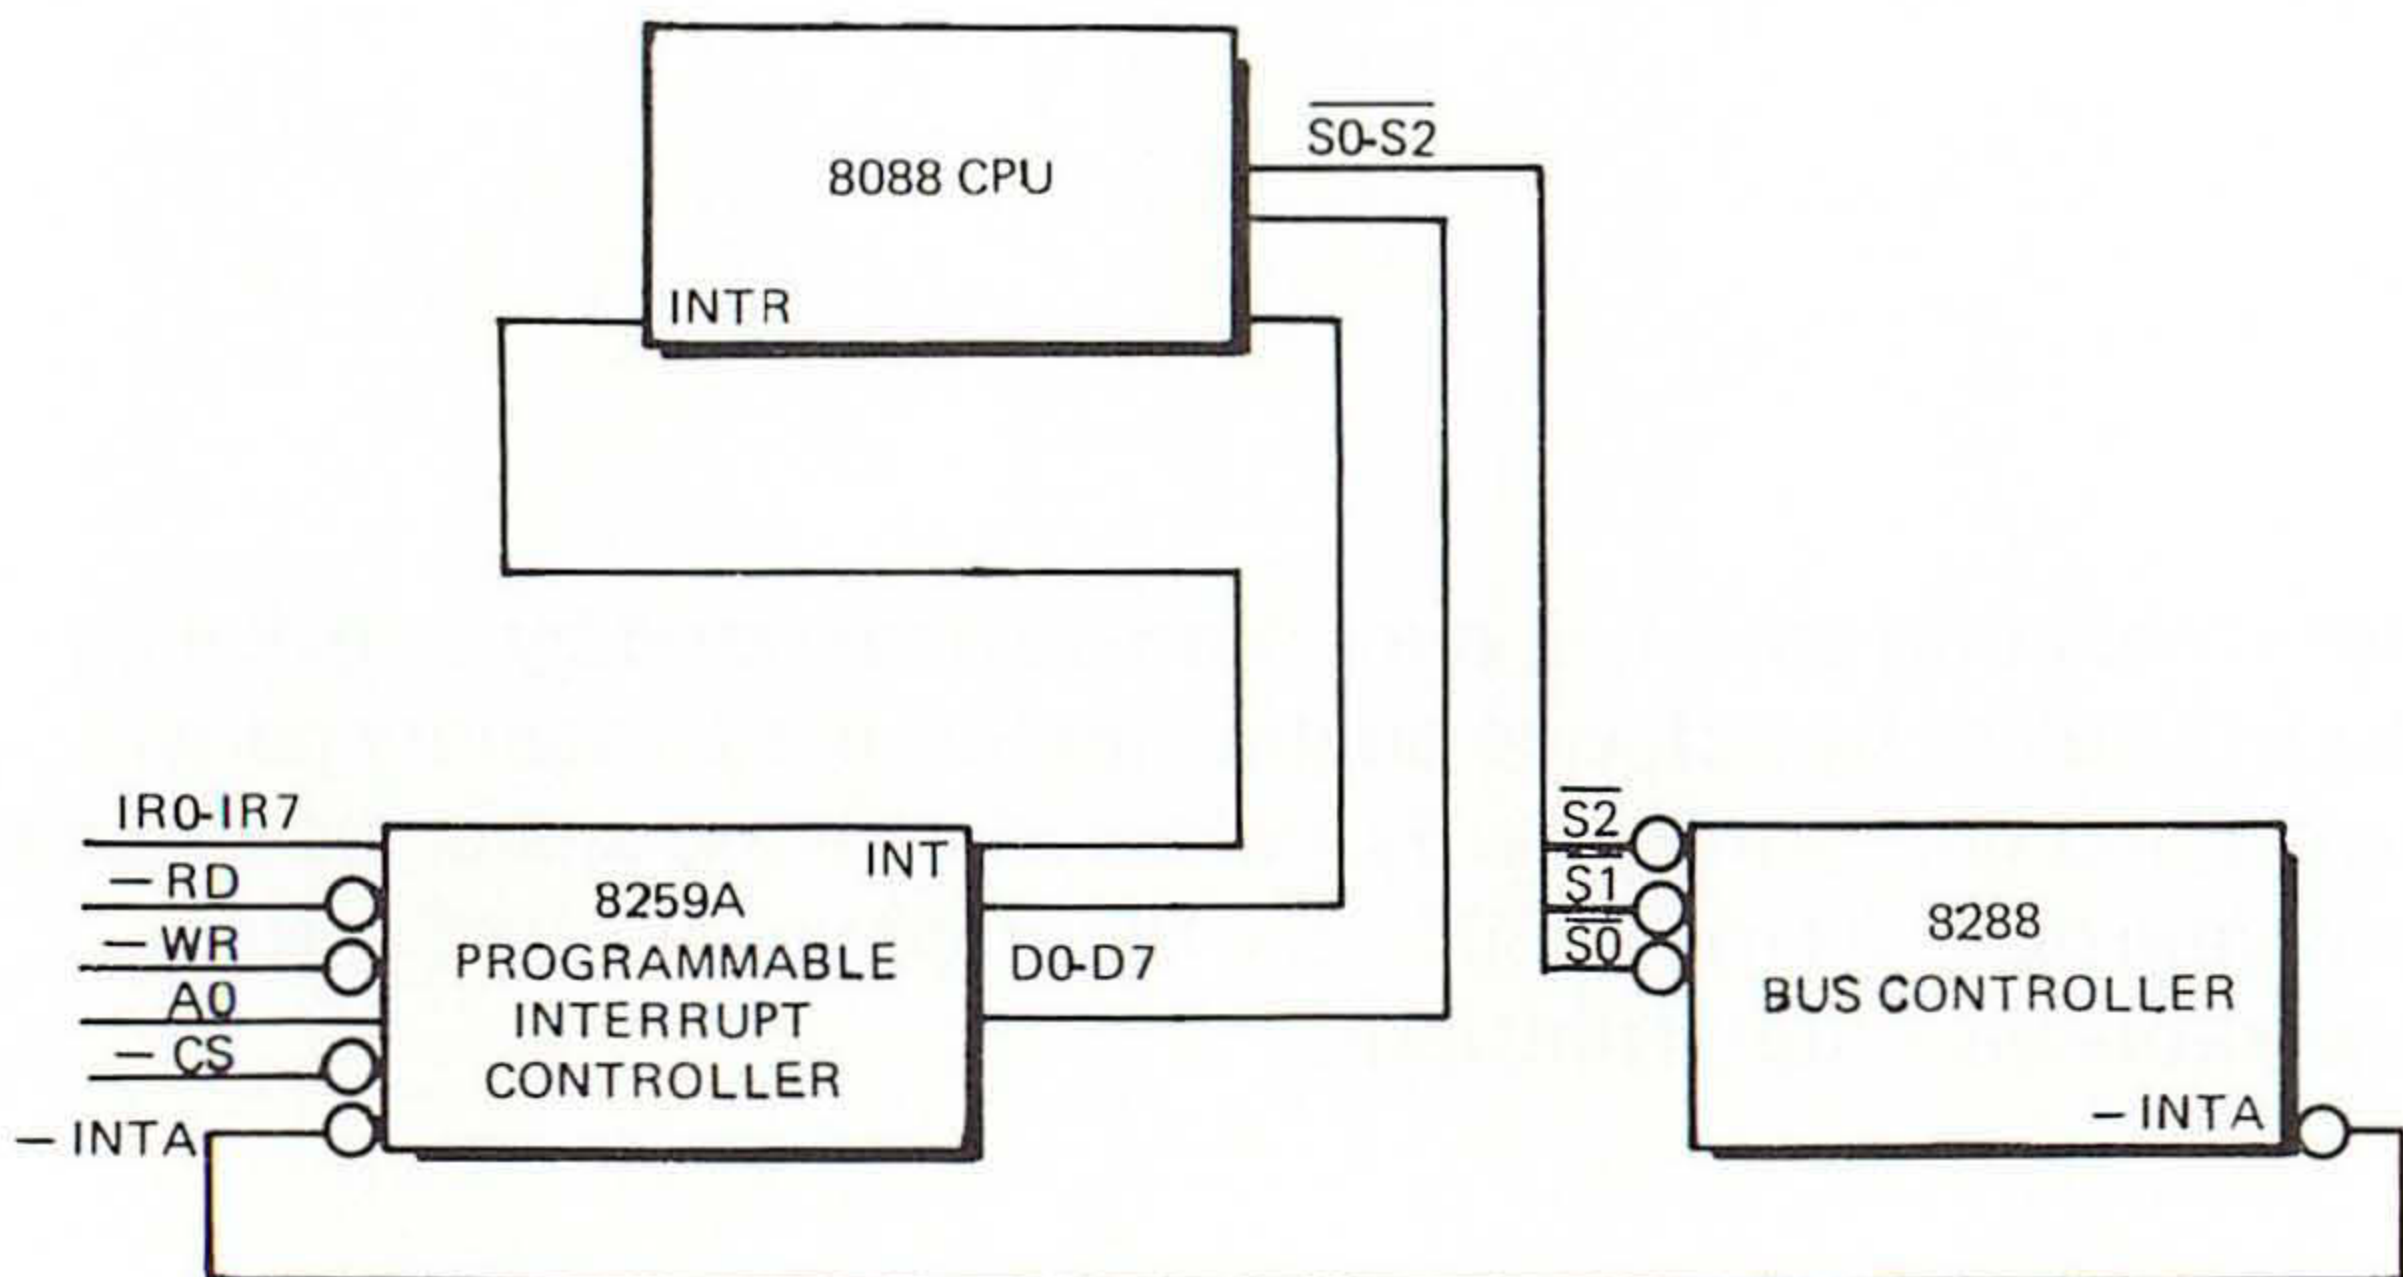 S0-S2
8088 CPU
INTR
IR0-IR7
INT
−RD
8259A
−WR
PROGRAMMABLE
D0-D7
A0
INTERRUPT
−CS
CONTROLLER
−INTA
S2
S1
S0
8288
BUS CONTROLLER
−INTA